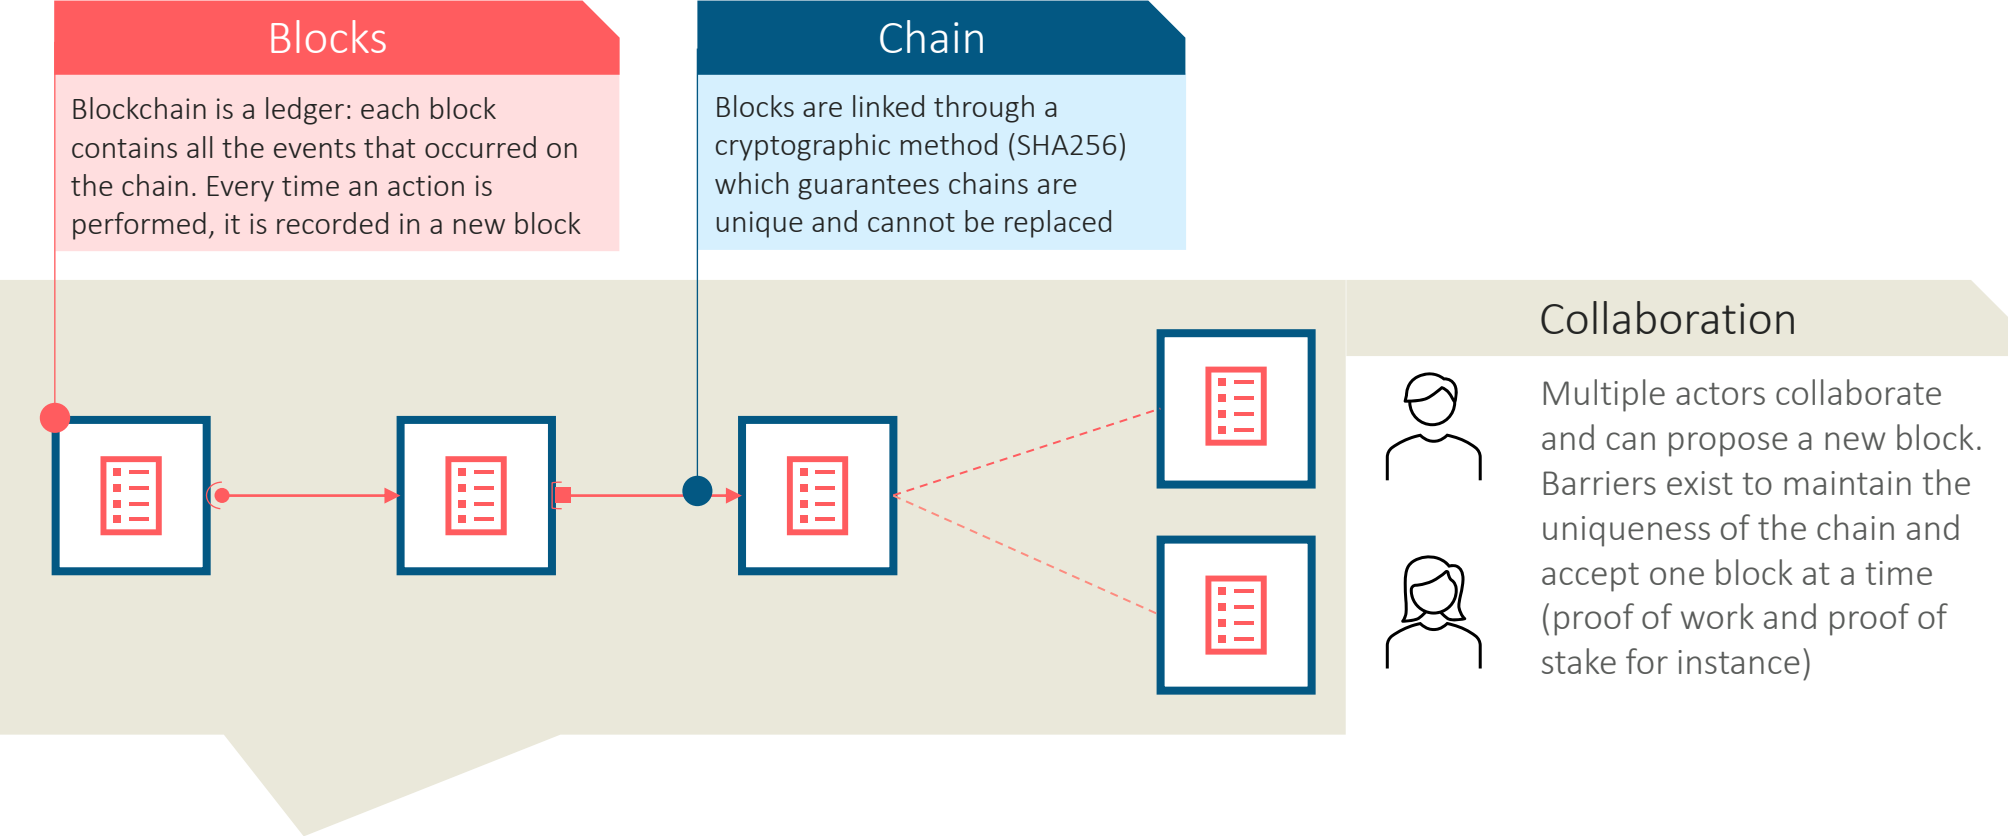 Blocks
Blockchain is a ledger: each block
contains all the events that occurred on
the chain. Every time an action is
performed, it is recorded in a new block
Chain
Blocks are linked through a
cryptographic method (SHA256)
which guarantees chains are
unique and cannot be replaced
Collaboration
Multiple actors collaborate
and can propose a new block.
Barriers exist to maintain the
uniqueness of the chain and
accept one block at a time
(proof of work and proof of
stake for instance)